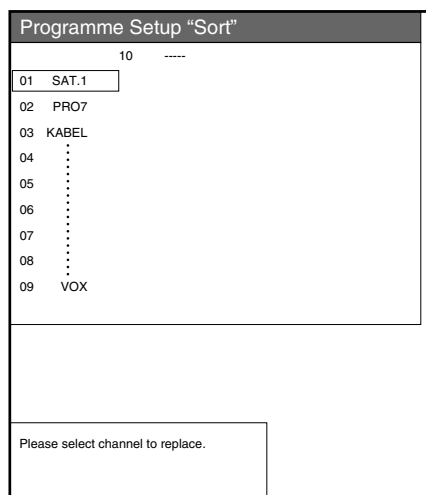 Programme Setup “Sort”
10 -----
01 SAT.1
02 PRO7
03 KABEL
04
05
06
07
08
09 VOX
Please select channel to replace.